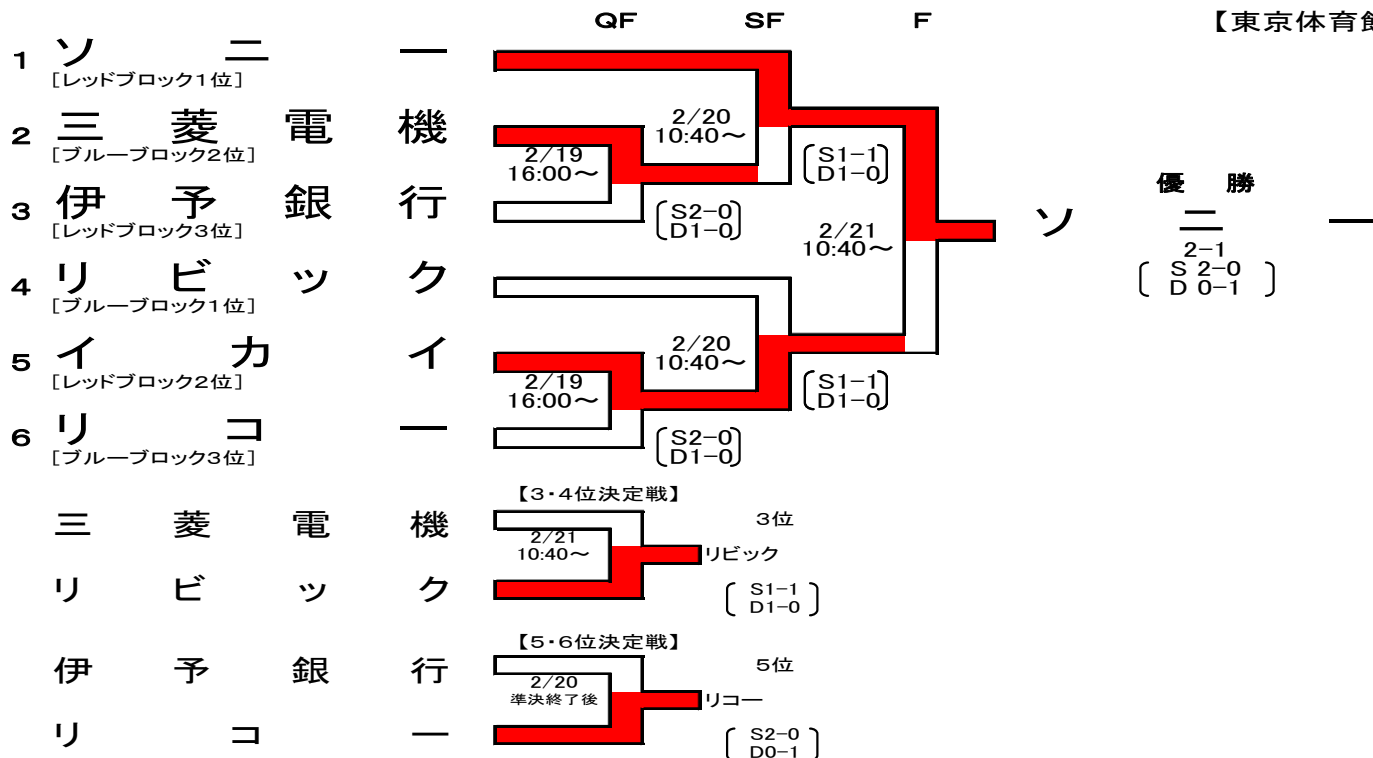 QF SF F 【東京体育館
1 ソニー
[レッドブロック1位]
2 三菱電機
[ブルーブロック2位]
2/19
16:00～
2/20
10:40～
(S1-1
D1-0)
3 伊予銀行
[レッドブロック3位]
(S2-0
D1-0)
2/21
10:40～
優勝
ソニー
2-1
(S 2-0
D 0-1)
4 リビック
[ブルーブロック1位]
5 イカイ
[レッドブロック2位]
2/19
16:00～
2/20
10:40～
(S1-1
D1-0)
6 リコー
[ブルーブロック3位]
(S2-0
D1-0)
【3・4位決定戦】
三菱電機
2/21
10:40～
3位
リビック
リビック
(S1-1
D1-0)
【5・6位決定戦】
伊予銀行
2/20
準決終了後
5位
リコー
リコー
(S2-0
D0-1)